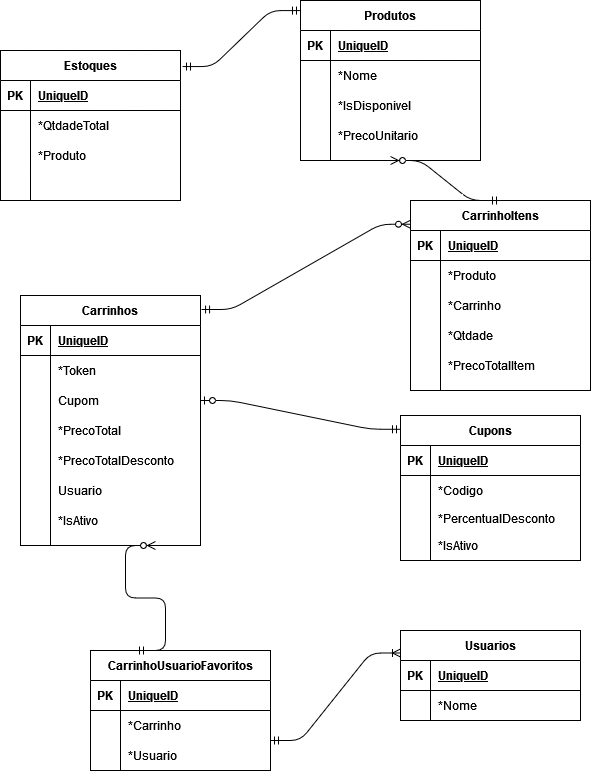 Produtos
PK UniqueID
*Nome
*IsDisponivel
*PrecoUnitario
Estoques
PK UniqueID
*QtdadeTotal
*Produto
CarrinhoItens
PK UniqueID
*Produto
*Carrinho
*Qtdade
*PrecoTotalItem
Carrinhos
PK UniqueID
*Token
Cupom
*PrecoTotal
*PrecoTotalDesconto
Usuario
*IsAtivo
Cupons
PK UniqueID
*Codigo
*PercentualDesconto
*IsAtivo
CarrinhoUsuarioFavoritos
PK UniqueID
*Carrinho
*Usuario
Usuarios
PK UniqueID
*Nome